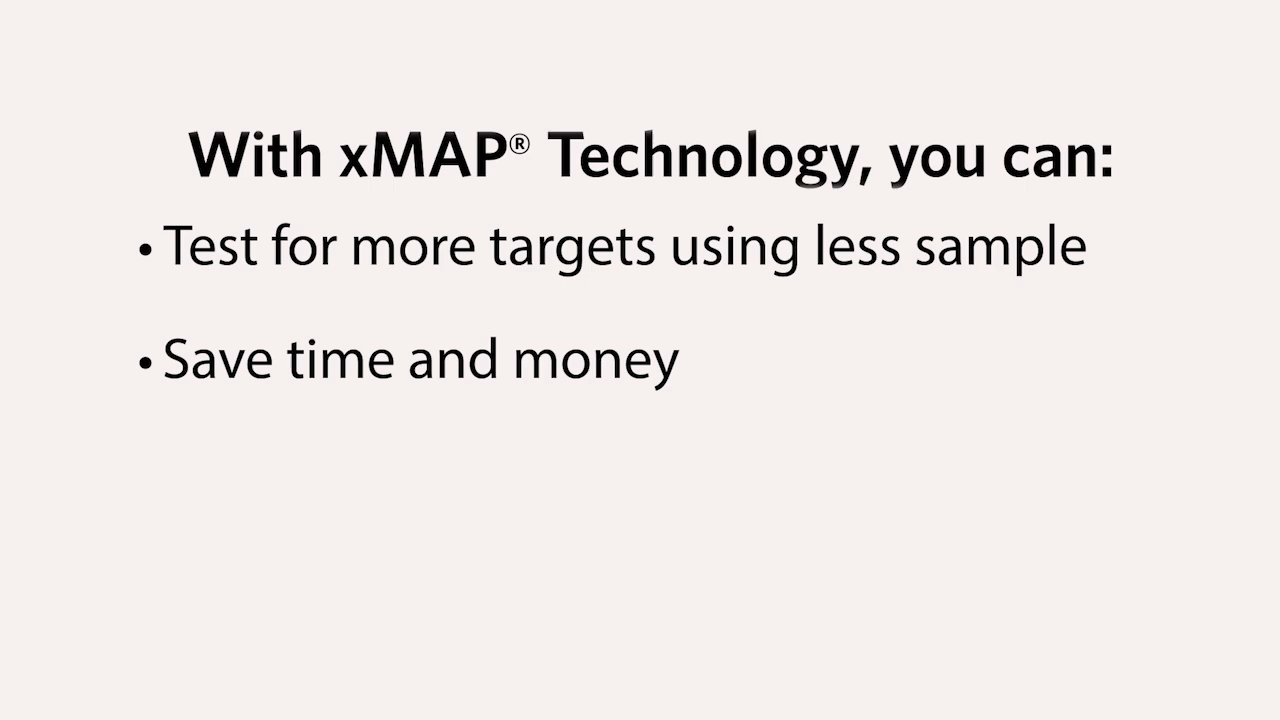 With xMAP® Technology, you can:
• Test for more targets using less sample
• Save time and money